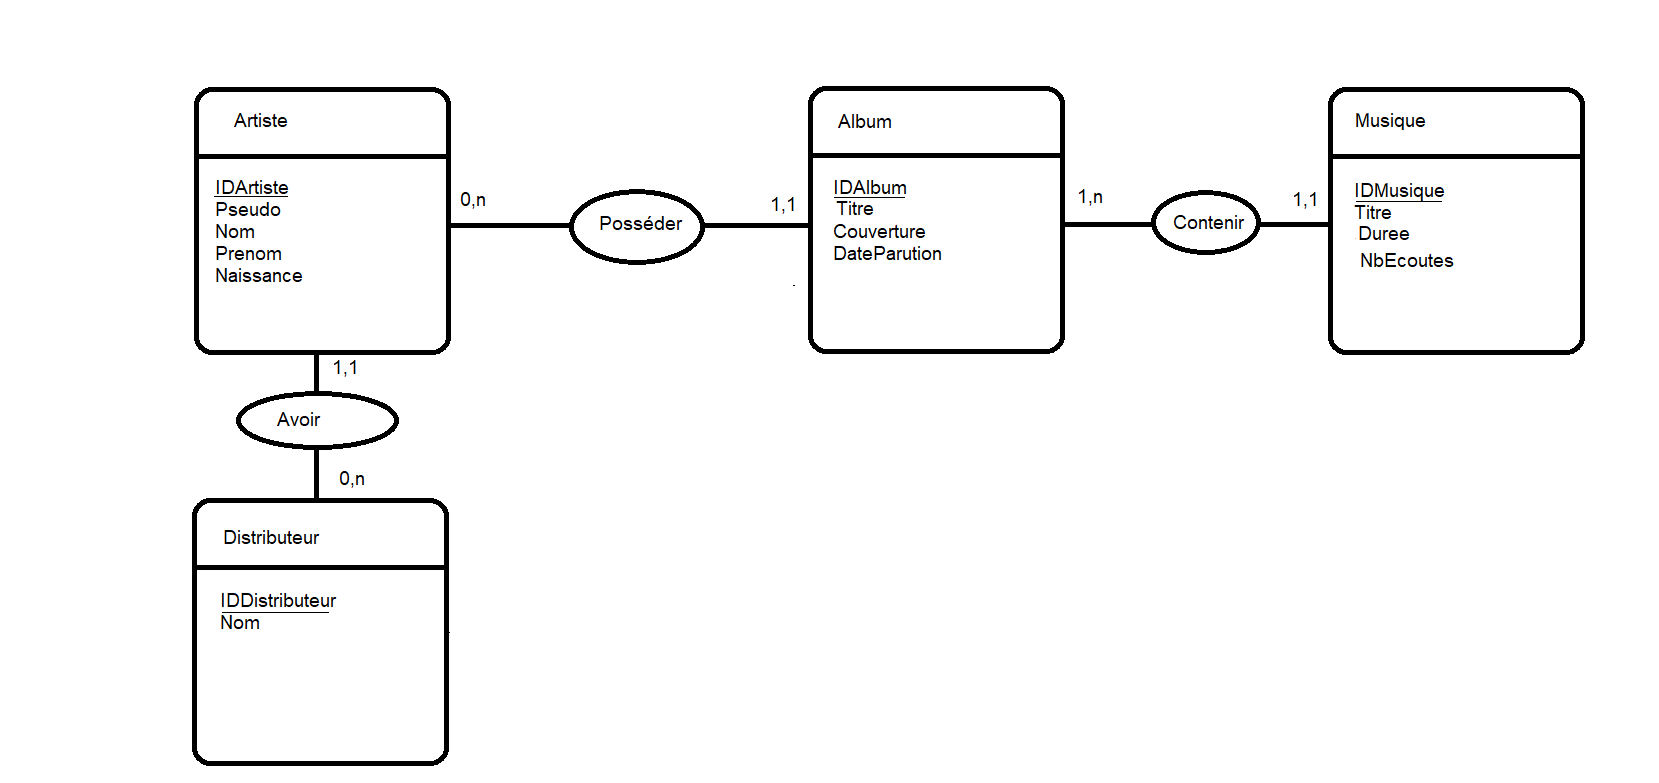 Artiste
IDArtiste
Pseudo
Nom
Prenom
Naissance
0,n
Posséder
1,1
Album
IDAlbum
Titre
Couverture
DateParution
1,n
Contenir
1,1
Musique
IDMusique
Titre
Duree
NbEcoutes
1,1
Avoir
0,n
Distributeur
IDDistributeur
Nom